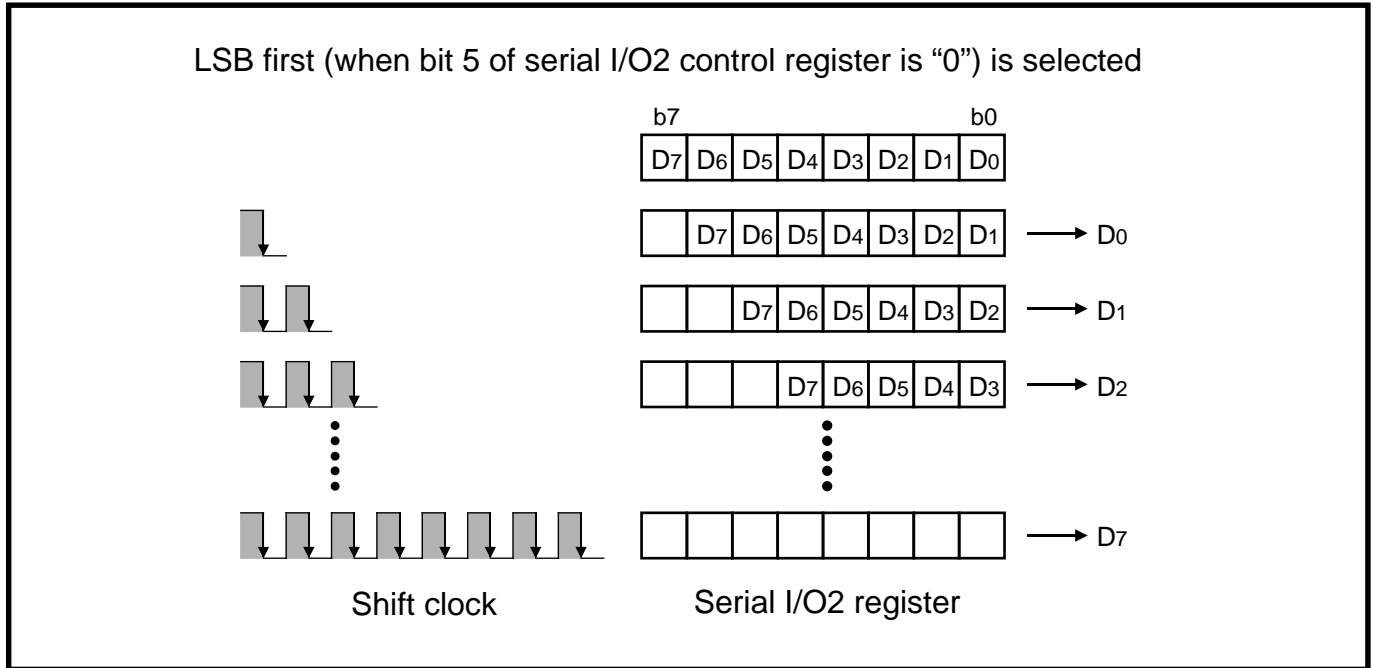 LSB first (when bit 5 of serial I/O2 control register is “0”) is selected
b7 b0
D7 D6 D5 D4 D3 D2 D1 D0
D7 D6 D5 D4 D3 D2 D1 D0
D7 D6 D5 D4 D3 D2 D1
D7 D6 D5 D4 D3 D2
D7
Shift clock Serial I/O2 register